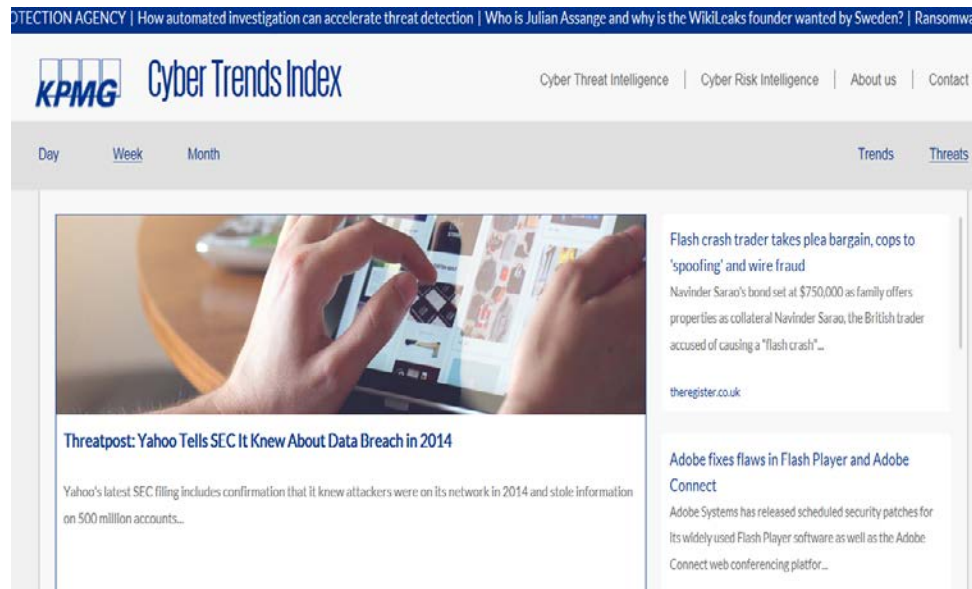 OTECTION AGENCY | How automated investigation can accelerate threat detection | Who is Julian Assange and why is the WikiLeaks founder wanted by Sweden? | Ransomwa
KPMG Cyber Trends Index
Cyber Threat Intelligence | Cyber Risk Intelligence | About us | Contact
Day Week Month Trends Threats
Threatpost: Yahoo Tells SEC It Knew About Data Breach in 2014
Yahoo's latest SEC filing includes confirmation that it knew attackers were on its network in 2014 and stole information
on 500 million accounts...
Flash crash trader takes plea bargain, cops to
'spoofing' and wire fraud
Navinder Sarao's bond set at $750,000 as family offers
properties as collateral Navinder Sarao, the British trader
accused of causing a "flash crash"...
theregister.co.uk
Adobe fixes flaws in Flash Player and Adobe
Connect
Adobe Systems has released scheduled security patches for
its widely used Flash Player software as well as the Adobe
Connect web conferencing platfor...